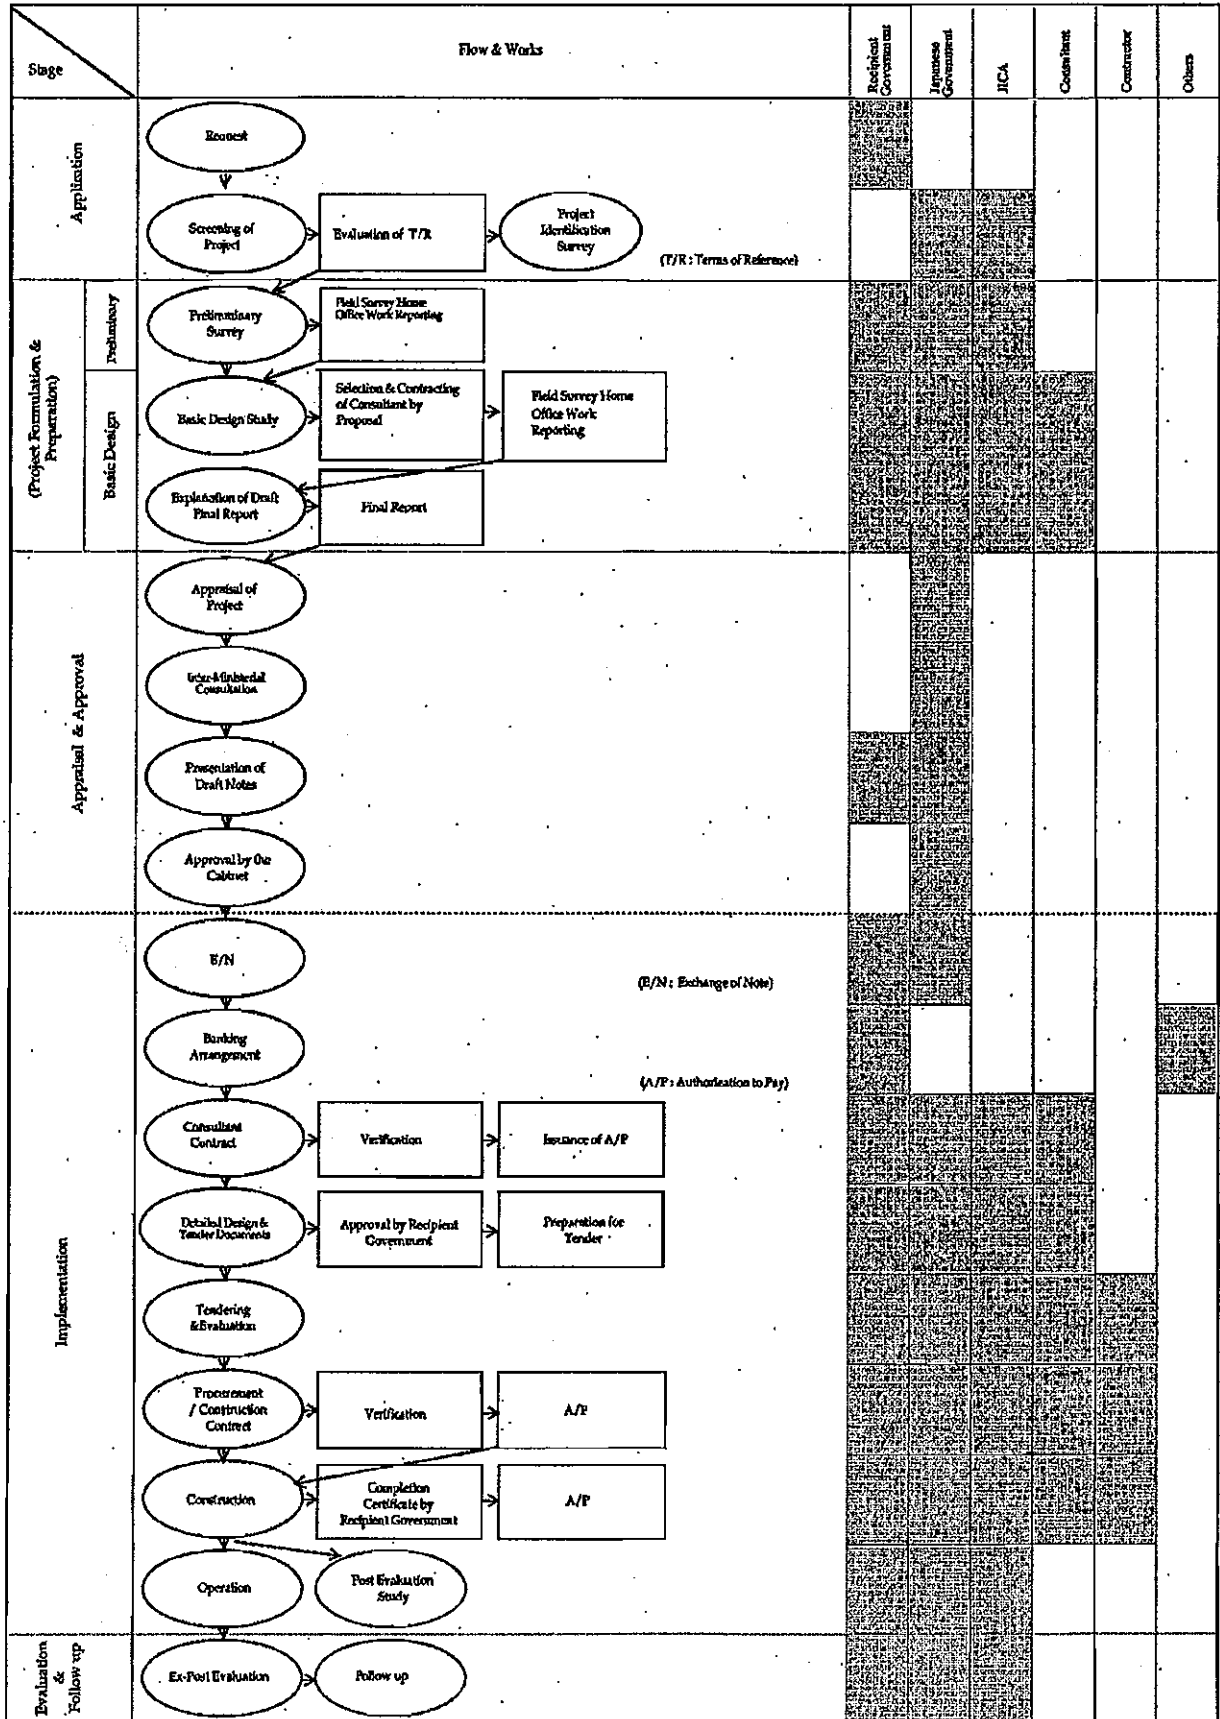 Stage
Flow & Works
Recipient
Government
Japanese
Government
JICA
Consultant
Contractor
Others
Application
Request
Screening of
Project
Evaluation of T/R
Project
Identification
Survey
(T/R : Terms of Reference)
(Project Formulation &
Preparation)
Preliminary
Preliminary
Survey
Field Survey Home
Office Work Reporting
Basic Design
Basic Design Study
Selection & Contracting
of Consultant by
Proposal
Field Survey Home
Office Work
Reporting
Explanation of Draft
Final Report
Final Report
Appraisal & Approval
Appraisal of
Project
Inter-Ministerial
Consultation
Presentation of
Draft Notes
Approval by the
Cabinet
Implementation
E/N
(E/N : Exchange of Note)
Banking
Arrangement
(A/P : Authorization to Pay)
Consultant
Contract
Verification
Issuance of A/P
Detailed Design &
Tender Documents
Approval by Recipient
Government
Preparation for
Tender
Tendering
&Evaluation
Procurement
/ Construction
Contract
Verification
A/P
Construction
Completion
Certificate by
Recipient Government
A/P
Operation
Post Evaluation
Study
Evaluation
&
Follow up
Ex-Post Evaluation
Follow up